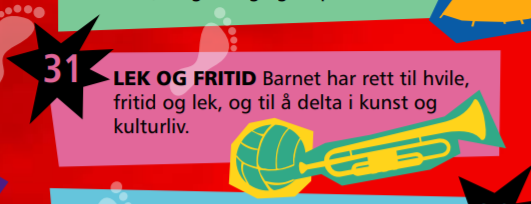 31
LEK OG FRITID Barnet har rett til hvile,
fritid og lek, og til å delta i kunst og
kulturliv.